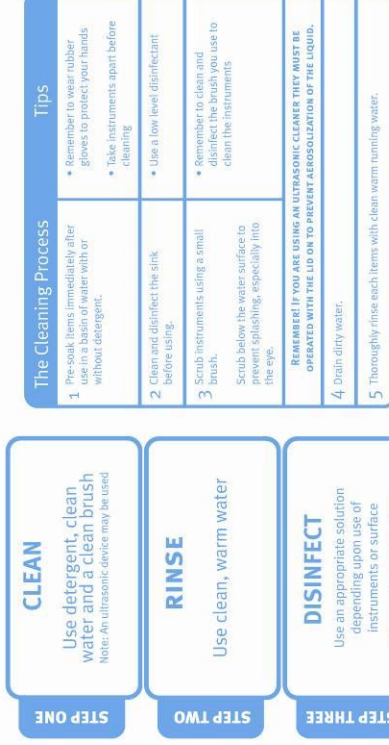 STEP ONE
CLEAN
Use detergent, clean
water and a clean brush
Note: An ultrasonic device may be used
STEP TWO
RINSE
Use clean, warm water
STEP THREE
DISINFECT
Use an appropriate solution
depending upon use of
instruments or surface
The Cleaning Process
Tips
1 Pre-soak items immediately after
use in a basin of water with or
without detergent.
• Remember to wear rubber
gloves to protect your hands
• Take instruments apart before
cleaning
2 Clean and disinfect the sink
before using.
• Use a low level disinfectant
3 Scrub instruments using a small
brush.
Scrub below the water surface to
prevent splashing, especially into
the eye.
• Remember to clean and
disinfect the brush you use to
clean the instruments
REMEMBER! IF YOU ARE USING AN ULTRASONIC CLEANER THEY MUST BE
OPERATED WITH THE LID ON TO PREVENT AEROSOLIZATION OF THE LIQUID.
4 Drain dirty water.
5 Thoroughly rinse each items with clean warm running water.